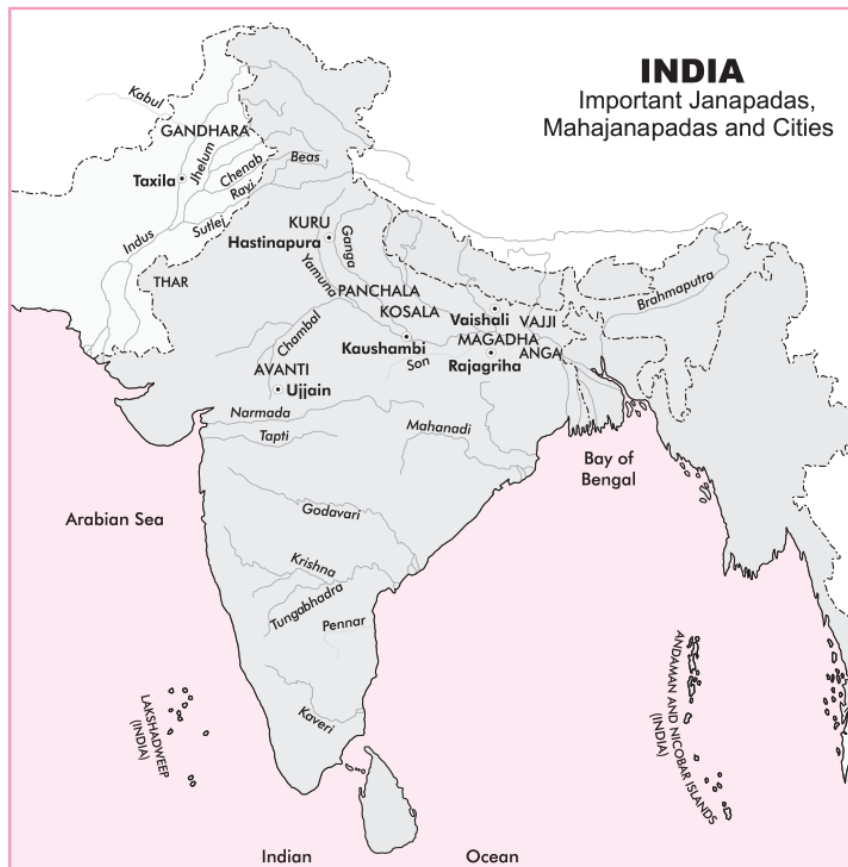 INDIA
Important Janapadas,
Mahajanapadas and Cities
Kabul
GANDHARA
Jhelum
Chenab
Beas
Taxila
Ravi
Sutlej
Indus
KURU
Hastinapura
Ganga
Yamuna
THAR
PANCHALA
KOSALA
Brahmaputra
Vaishali
VAJJI
Chambal
Kaushambi
MAGADHA
ANGA
Son
Rajagriha
AVANTI
Ujjain
Narmada
Mahanadi
Tapti
Bay of
Bengal
Arabian Sea
Godavari
Krishna
Tungabhadra
Pennar
Kaveri
LAKSHADWEEP
(INDIA)
ANDAMAN AND NICOBAR ISLANDS
(INDIA)
Indian
Ocean